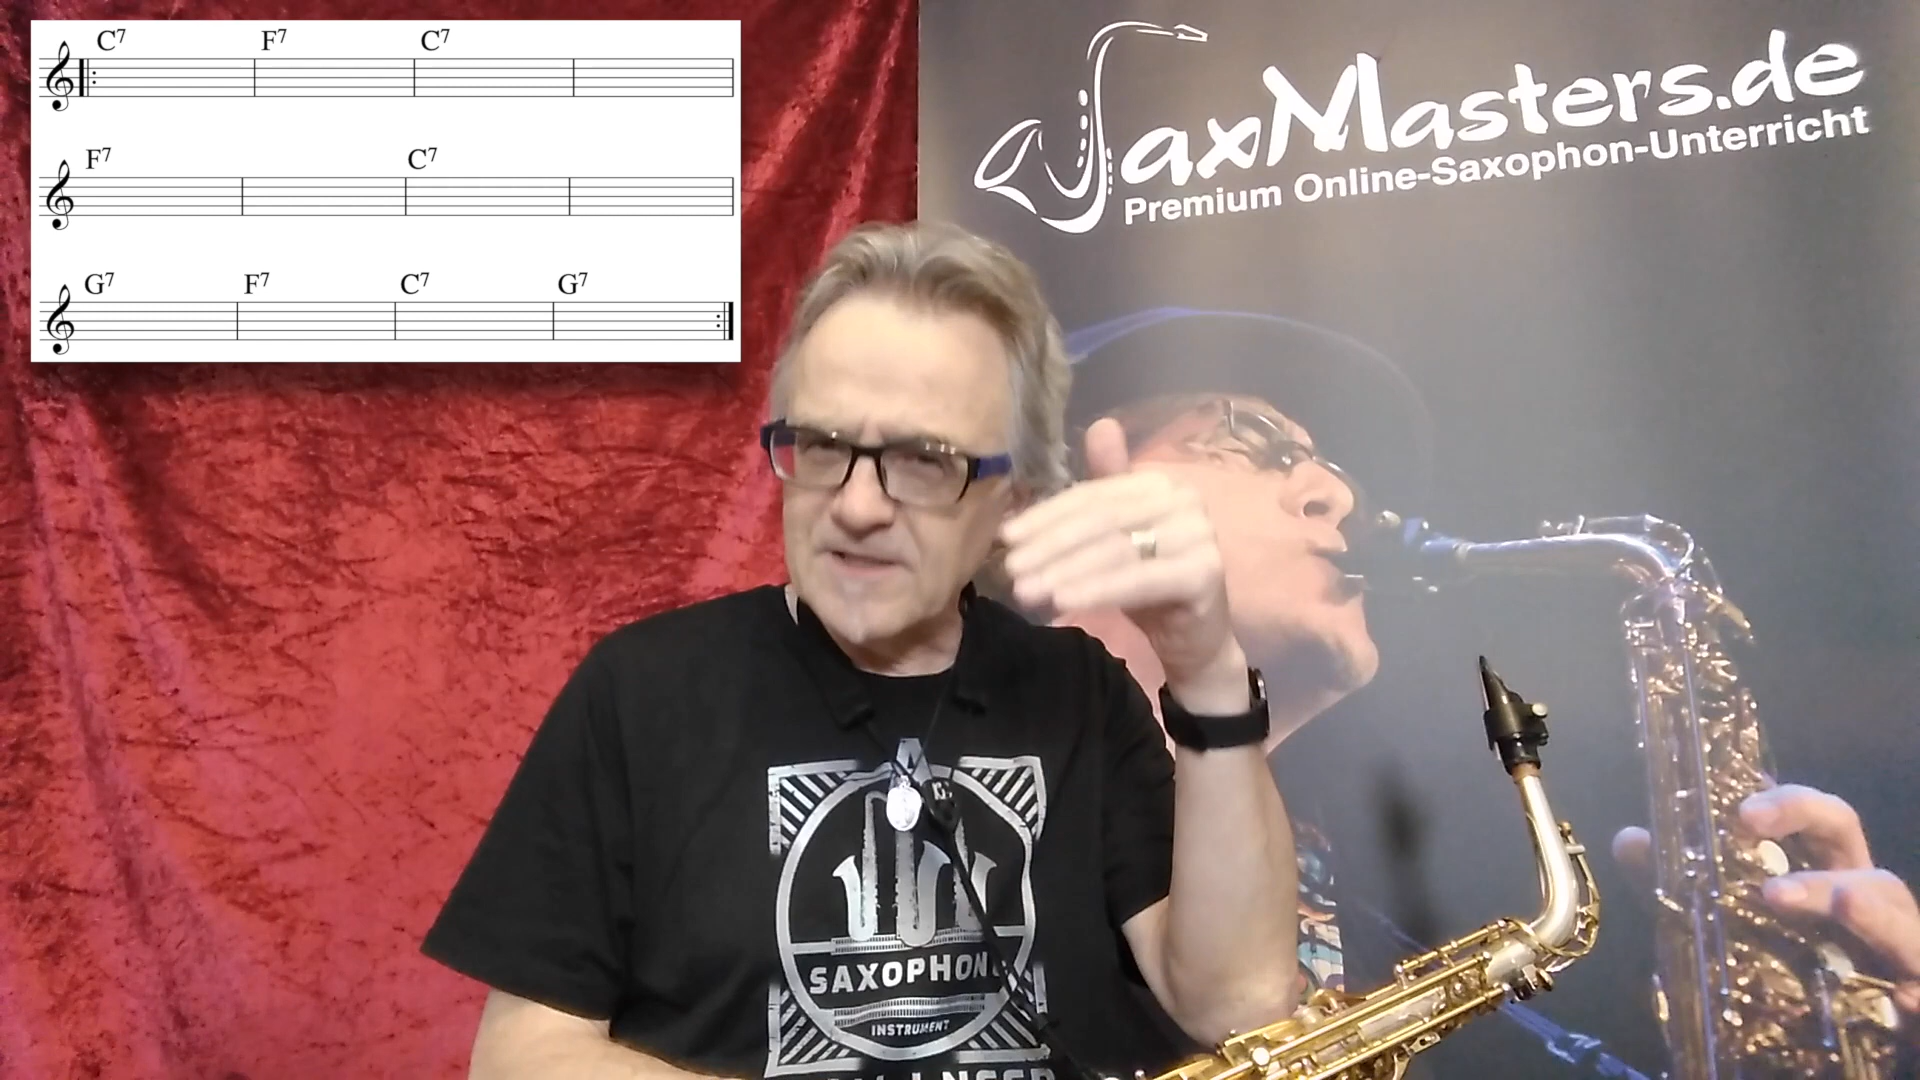 C7 F7 C7
F7 C7
G7 F7 C7 G7
SaxMasters.de
Premium Online-Saxophon-Unterricht
SAXOPHONE
INSTRUMENT